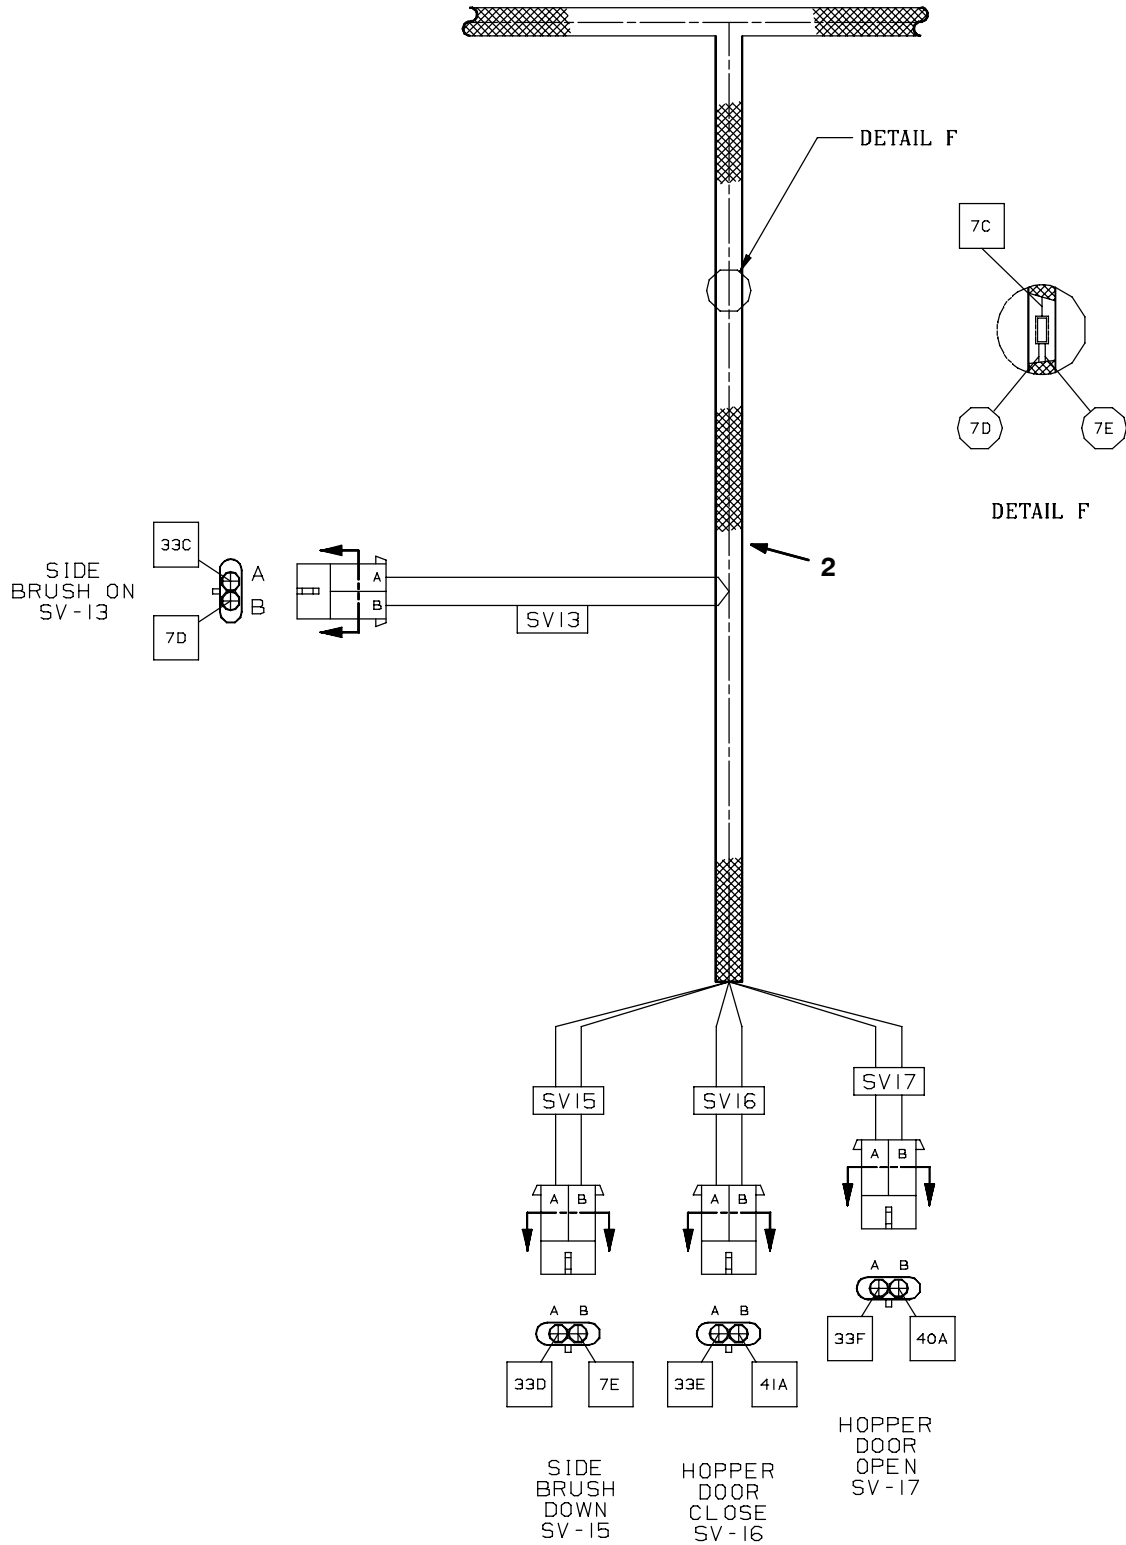 DETAIL F
7C
7D
7E
DETAIL F
2
33C
7D
SIDE
BRUSH ON
SV-13
A
B
A
B
SV13
SV15
SV16
SV17
A B
A B
A B
A B
33D
7E
A B
33E
41A
A B
33F
40A
SIDE
BRUSH
DOWN
SV-15
HOPPER
DOOR
CLOSE
SV-16
HOPPER
DOOR
OPEN
SV-17